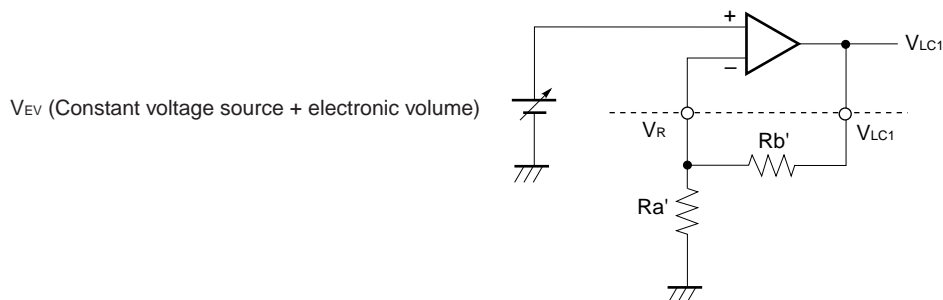 +
−
VLC1
VEV (Constant voltage source + electronic volume)
VR
VLC1
Rb'
Ra'